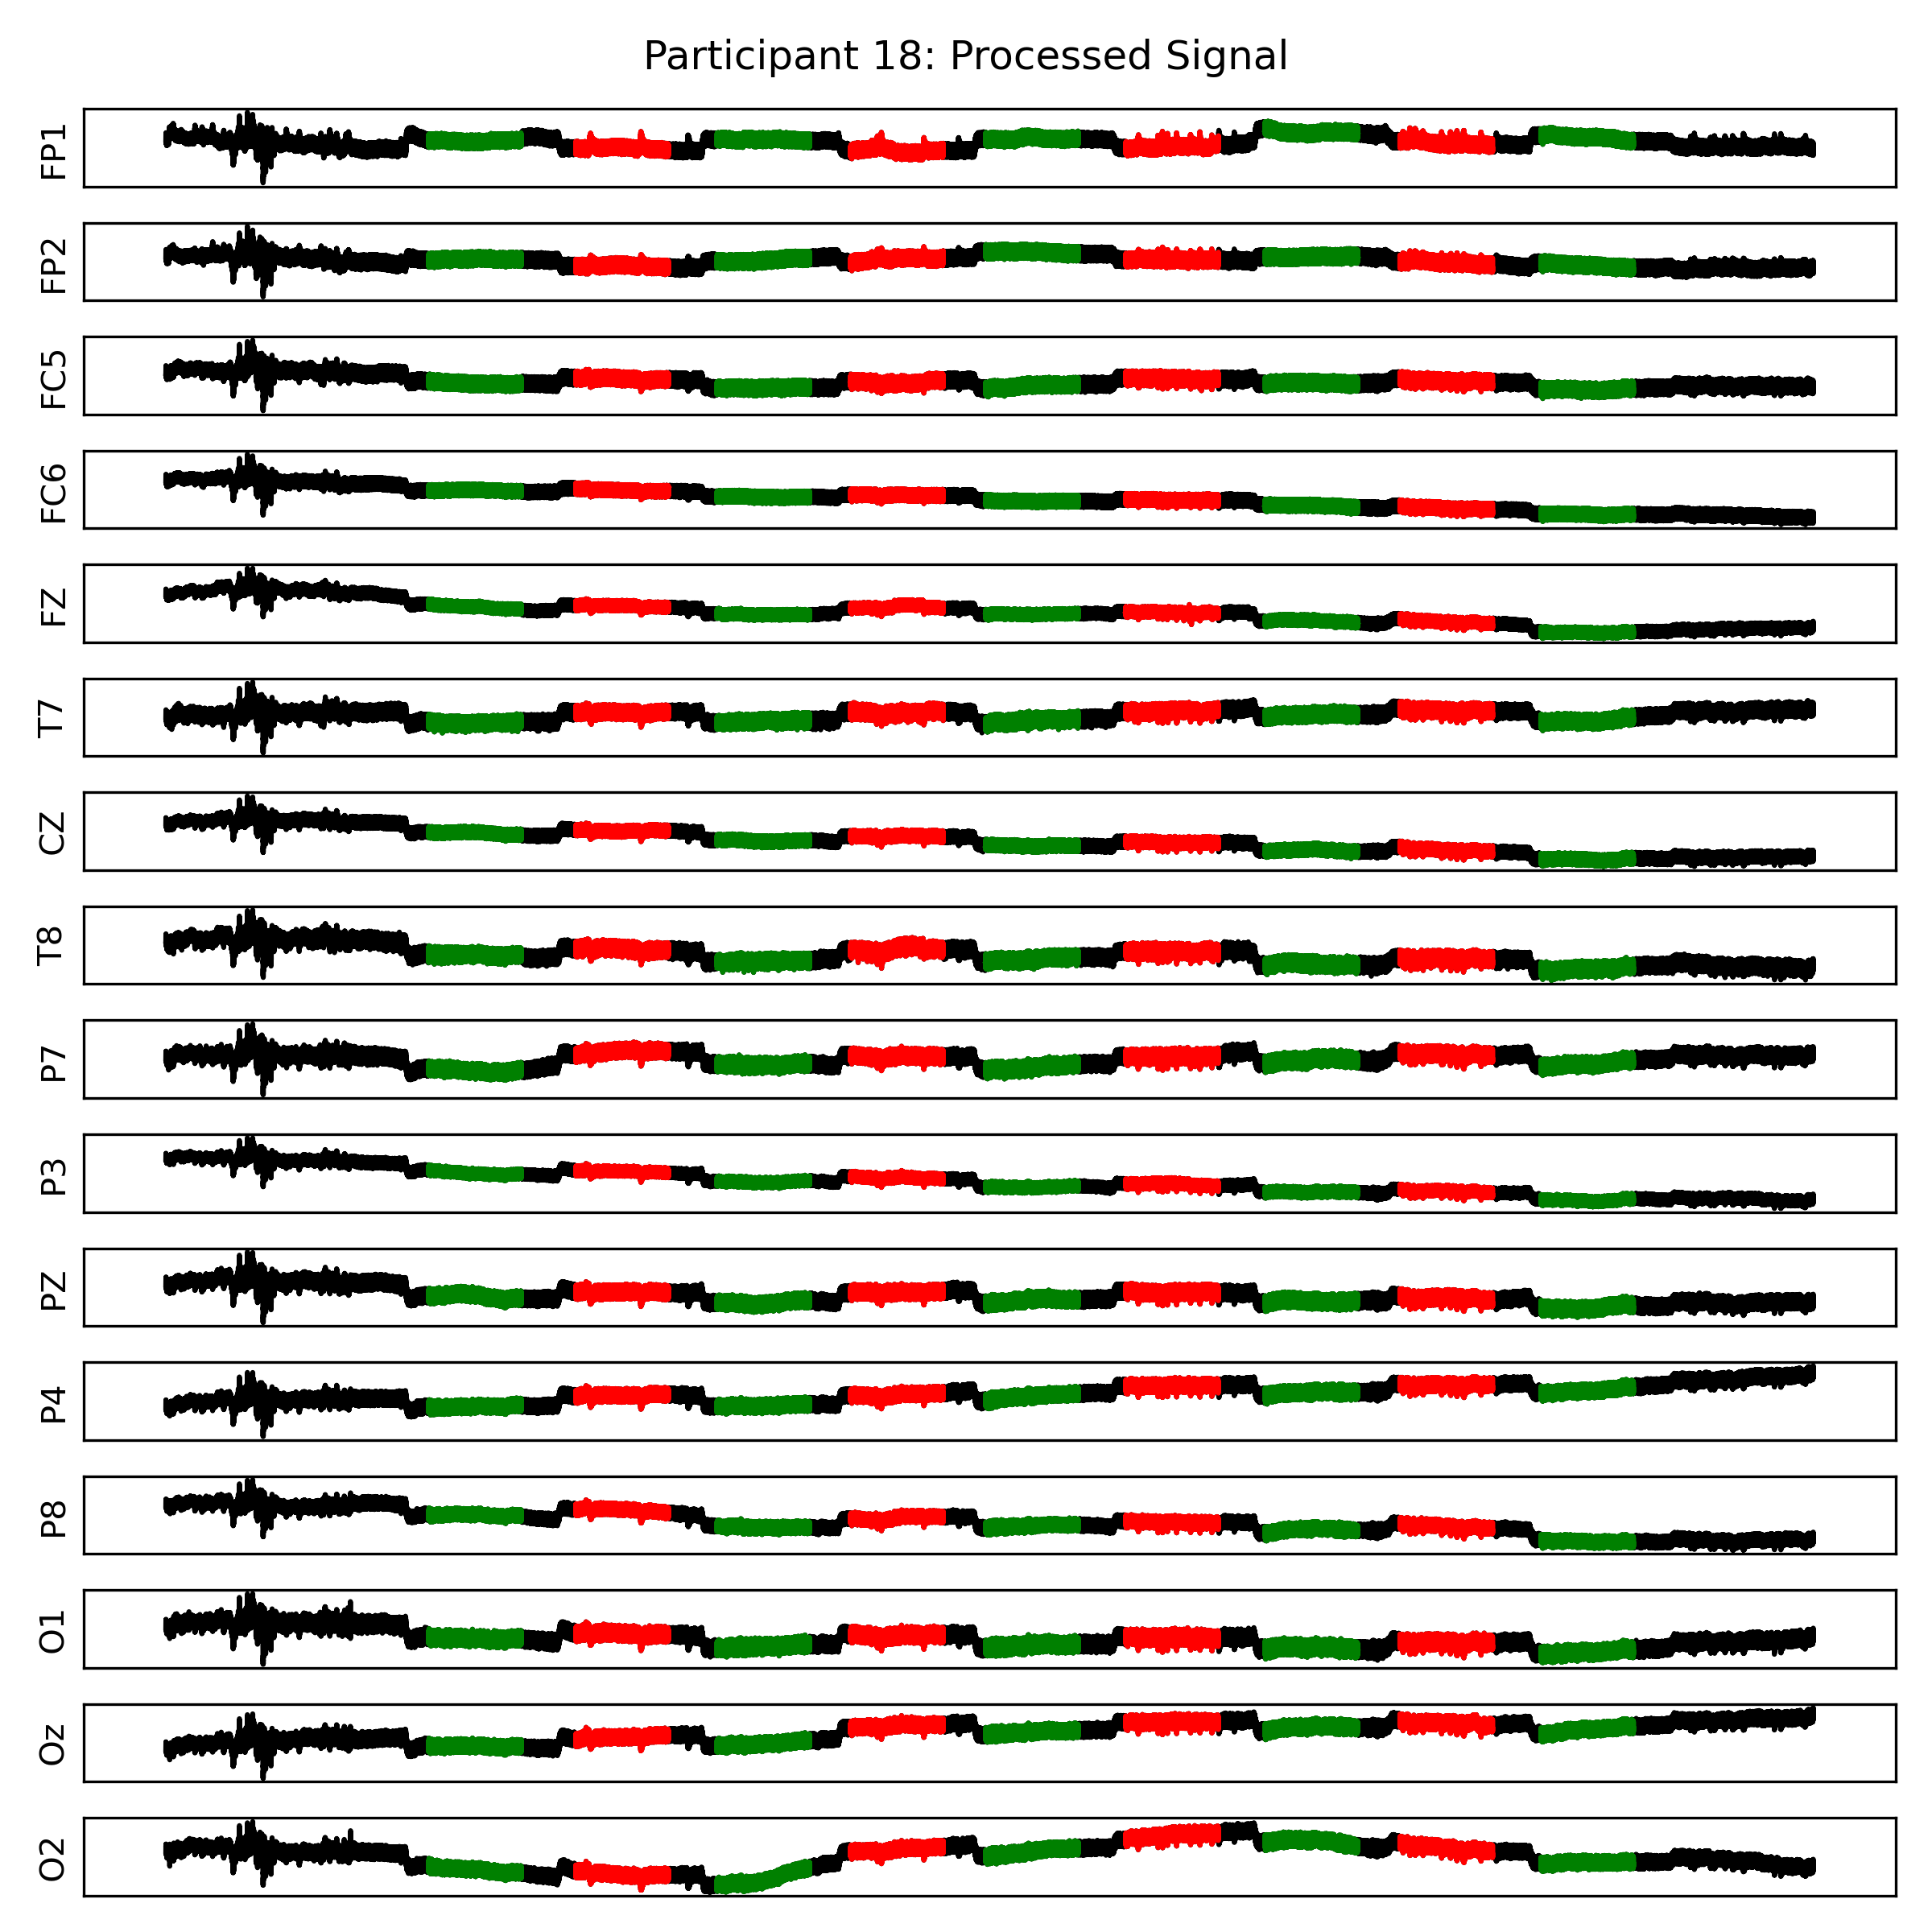 Participant 18: Processed Signal
FP1
FP2
FC5
FC6
FZ
T7
CZ
T8
P7
P3
PZ
P4
P8
O1
Oz
O2